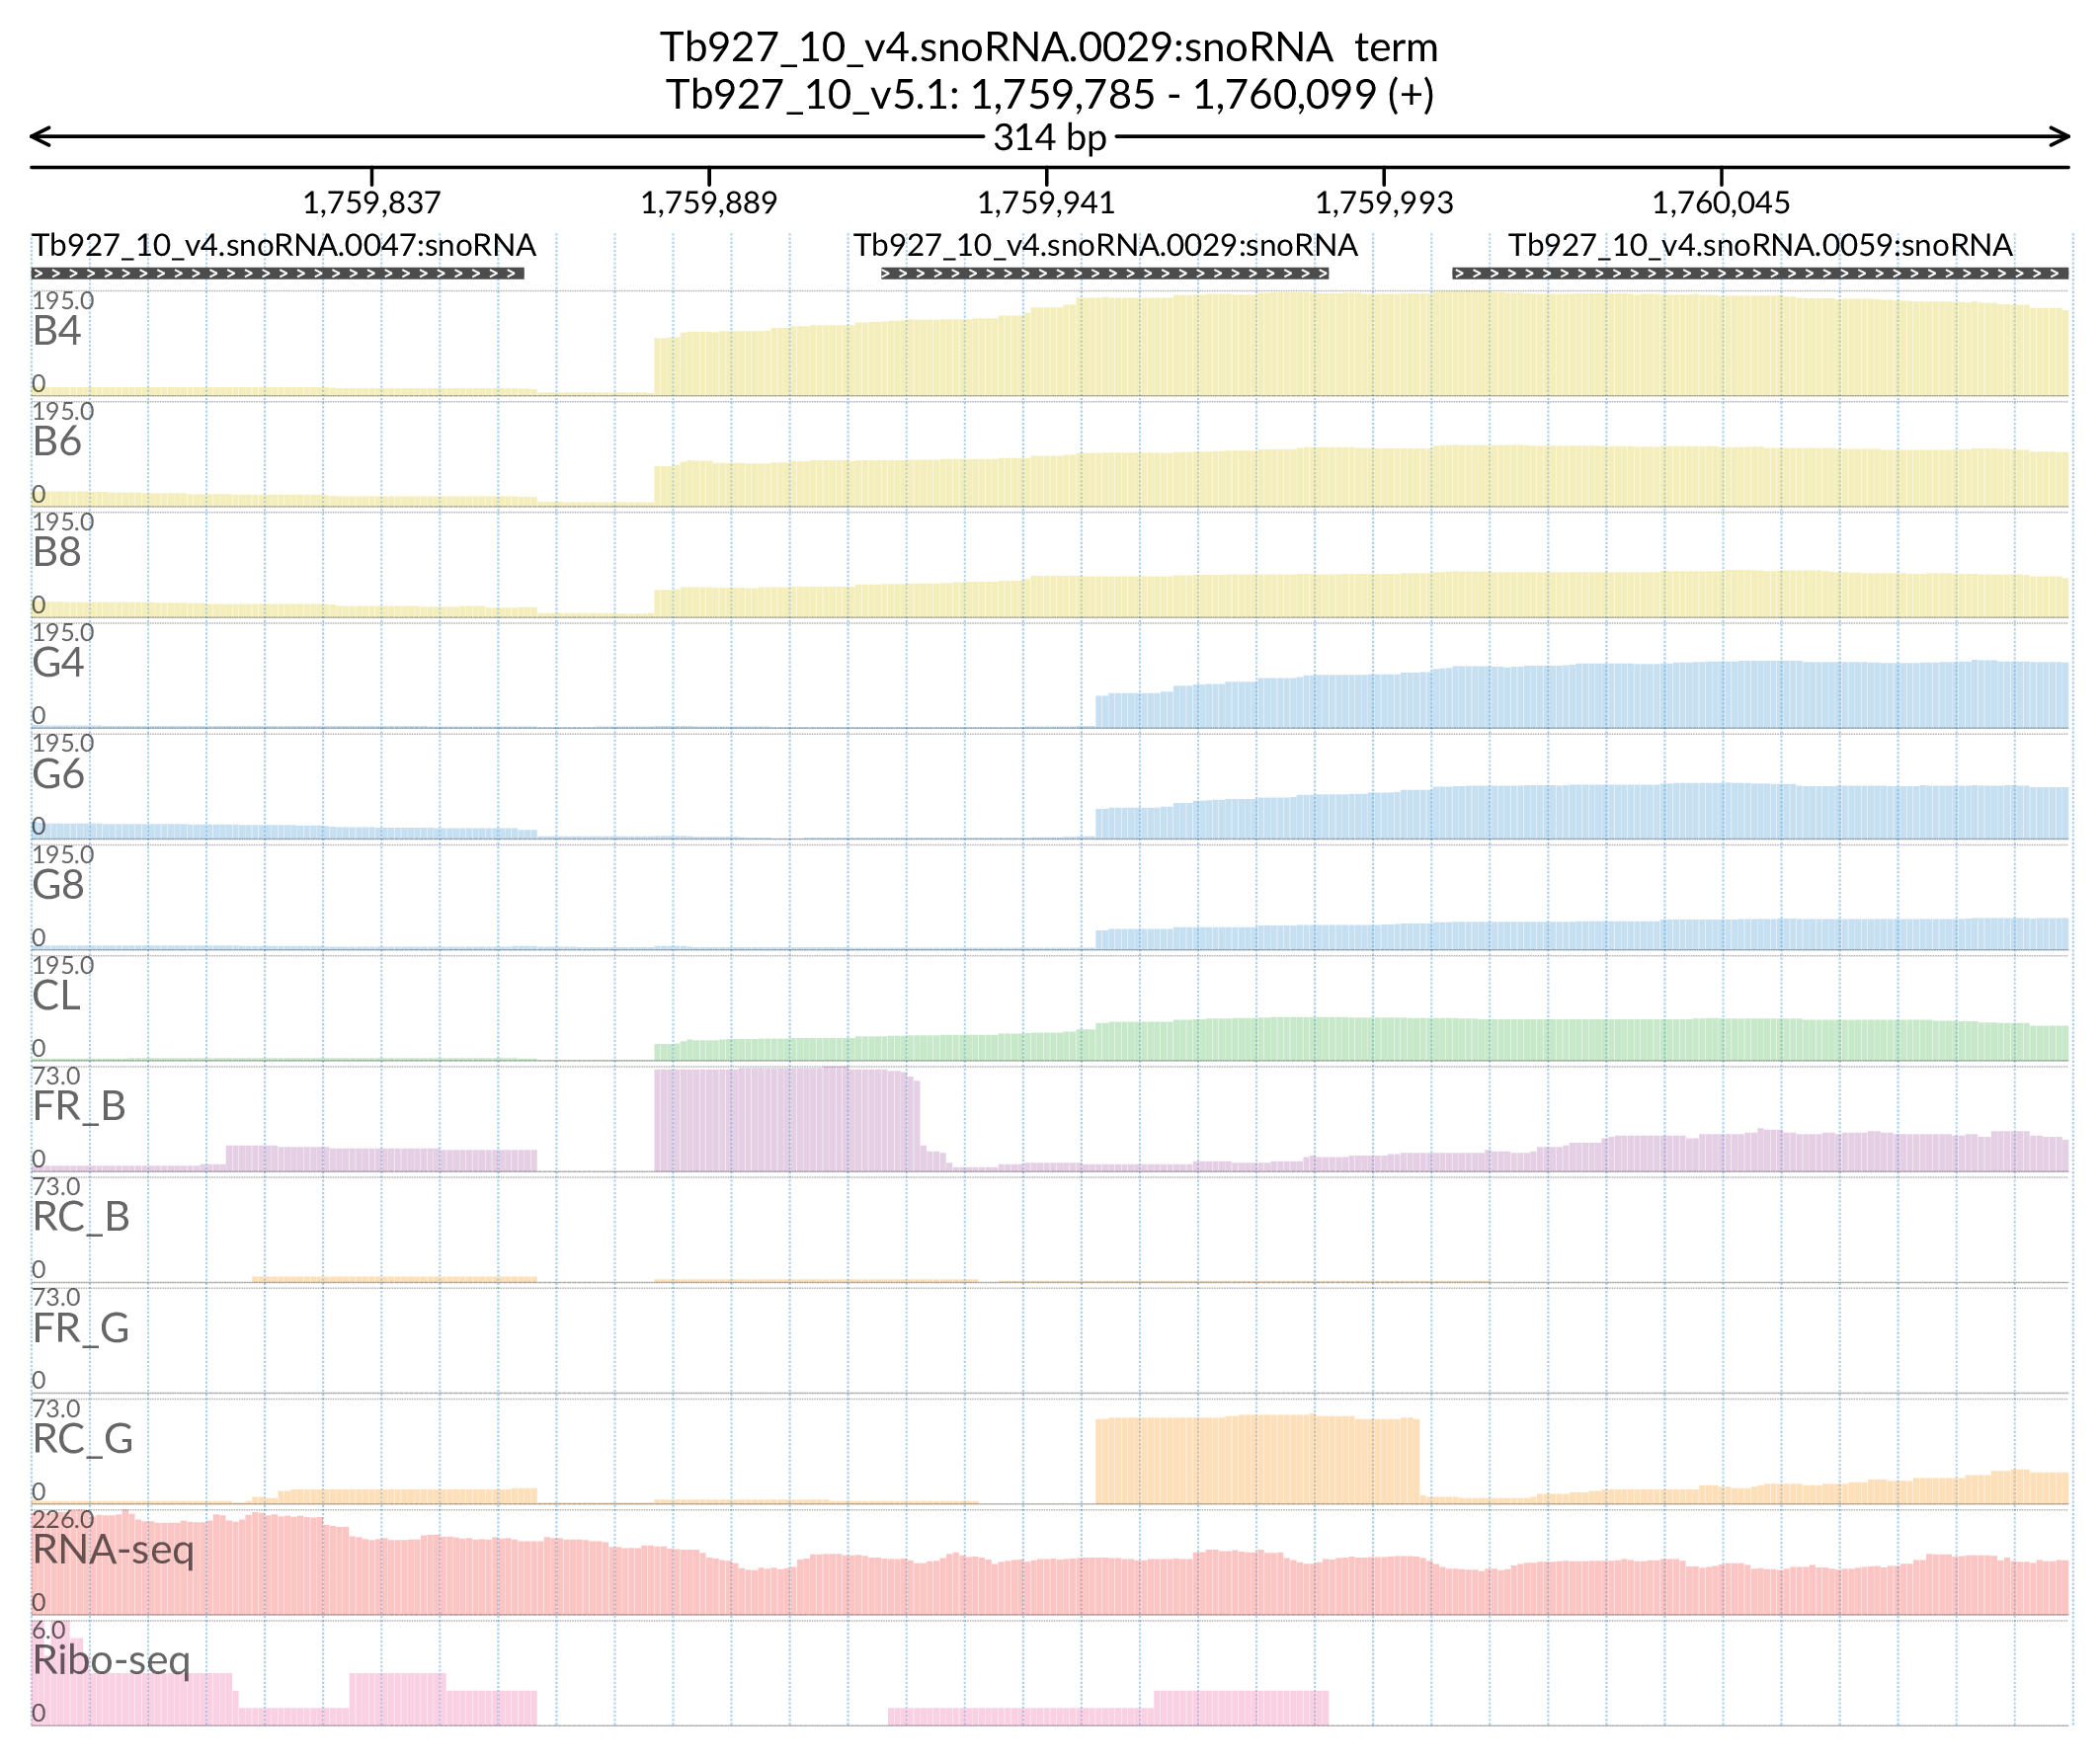 Tb927_10_v4.snoRNA.0029:snoRNA term
Tb927_10_v5.1: 1,759,785 - 1,760,099 (+)
314 bp
1,759,837 1,759,889 1,759,941 1,759,993 1,760,045
Tb927_10_v4.snoRNA.0047:snoRNA Tb927_10_v4.snoRNA.0029:snoRNA Tb927_10_v4.snoRNA.0059:snoRNA
195.0
B4
0
195.0
B6
0
195.0
B8
0
195.0
G4
0
195.0
G6
0
195.0
G8
0
195.0
CL
0
73.0
FR_B
0
73.0
RC_B
0
73.0
FR_G
0
73.0
RC_G
0
226.0
RNA-seq
0
6.0
Ribo-seq
0